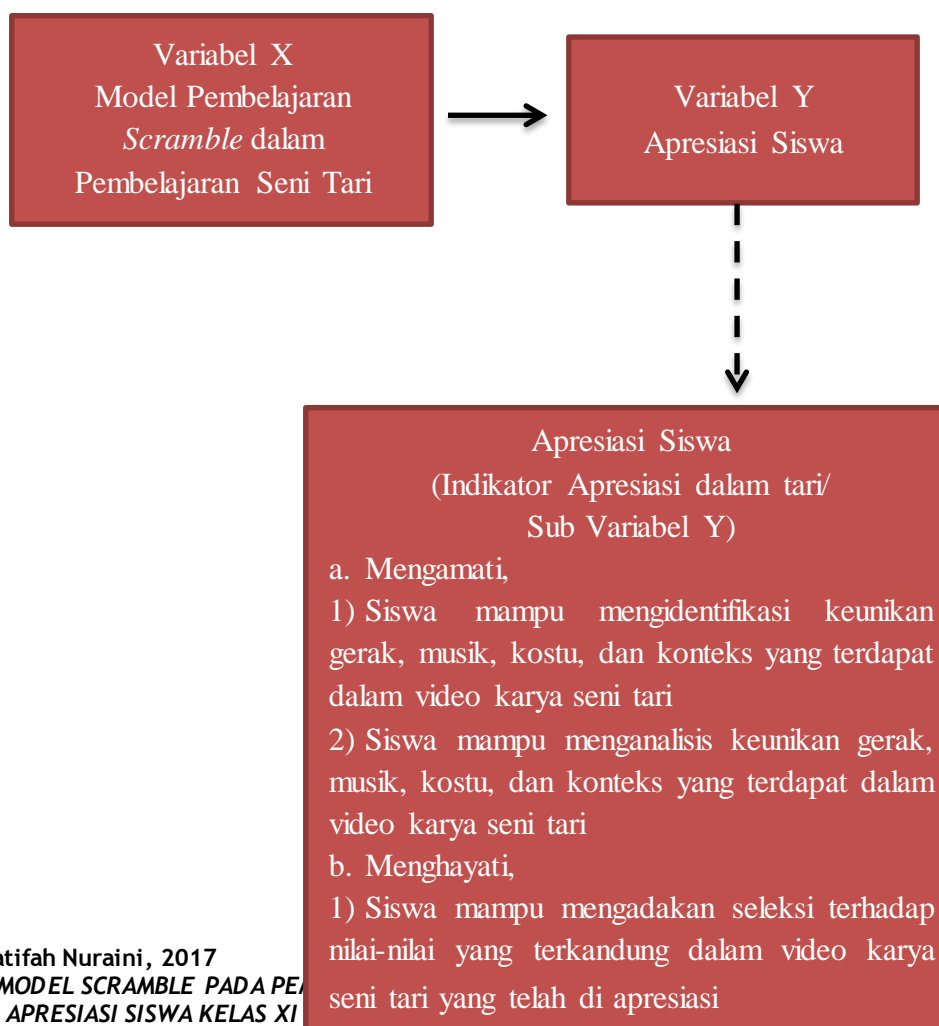 Variabel X
Model Pembelajaran
Scramble dalam
Pembelajaran Seni Tari
Variabel Y
Apresiasi Siswa
Apresiasi Siswa
(Indikator Apresiasi dalam tari/
Sub Variabel Y)
a. Mengamati,
1) Siswa mampu mengidentifikasi keunikan
gerak, musik, kostu, dan konteks yang terdapat
dalam video karya seni tari
2) Siswa mampu menganalisis keunikan gerak,
musik, kostu, dan konteks yang terdapat dalam
video karya seni tari
b. Menghayati,
1) Siswa mampu mengadakan seleksi terhadap
nilai-nilai yang terkandung dalam video karya
seni tari yang telah di apresiasi
atifah Nuraini, 2017
MODEL SCRAMBLE PADA PE
APRESIASI SISWA KELAS XI